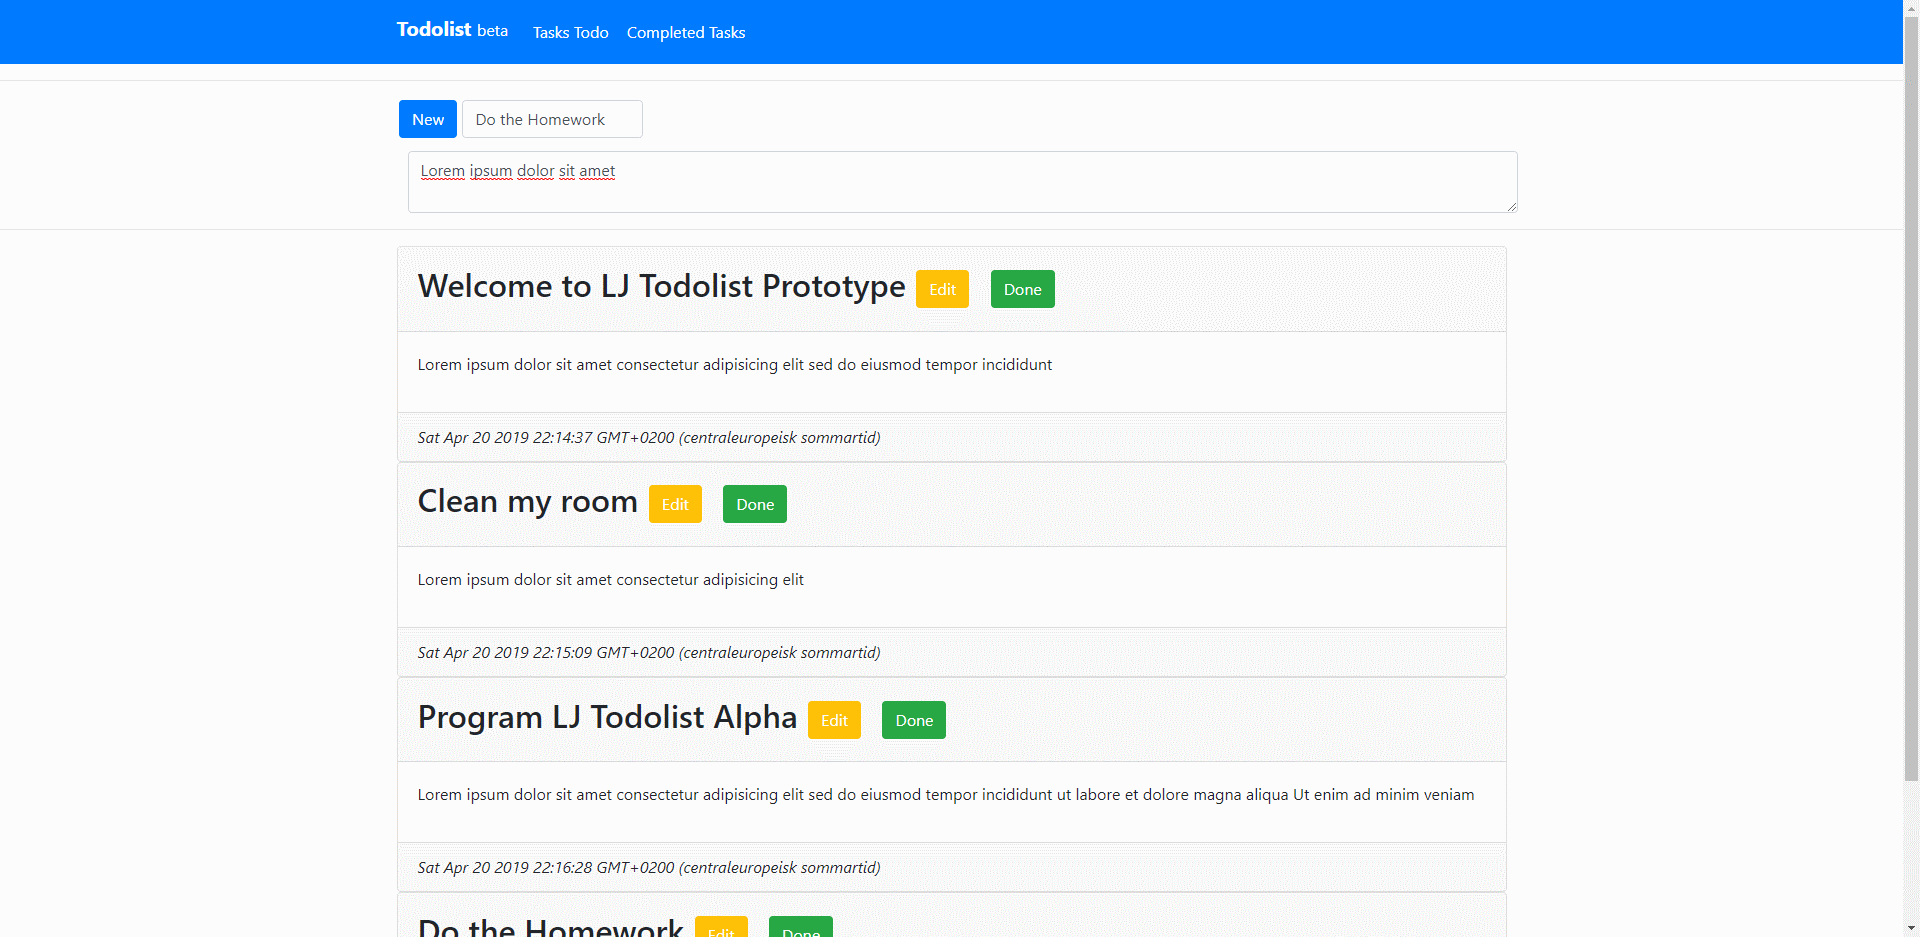 Todolist beta Tasks Todo Completed Tasks
New Do the Homework
Lorem ipsum dolor sit amet
Welcome to LJ Todolist Prototype Edit Done
Lorem ipsum dolor sit amet consectetur adipisicing elit sed do eiusmod tempor incididunt
Sat Apr 20 2019 22:14:37 GMT+0200 (centraleuropeisk sommartid)
Clean my room Edit Done
Lorem ipsum dolor sit amet consectetur adipisicing elit
Sat Apr 20 2019 22:15:09 GMT+0200 (centraleuropeisk sommartid)
Program LJ Todolist Alpha Edit Done
Lorem ipsum dolor sit amet consectetur adipisicing elit sed do eiusmod tempor incididunt ut labore et dolore magna aliqua Ut enim ad minim veniam
Sat Apr 20 2019 22:16:28 GMT+0200 (centraleuropeisk sommartid)
Do the Homework Edit Done